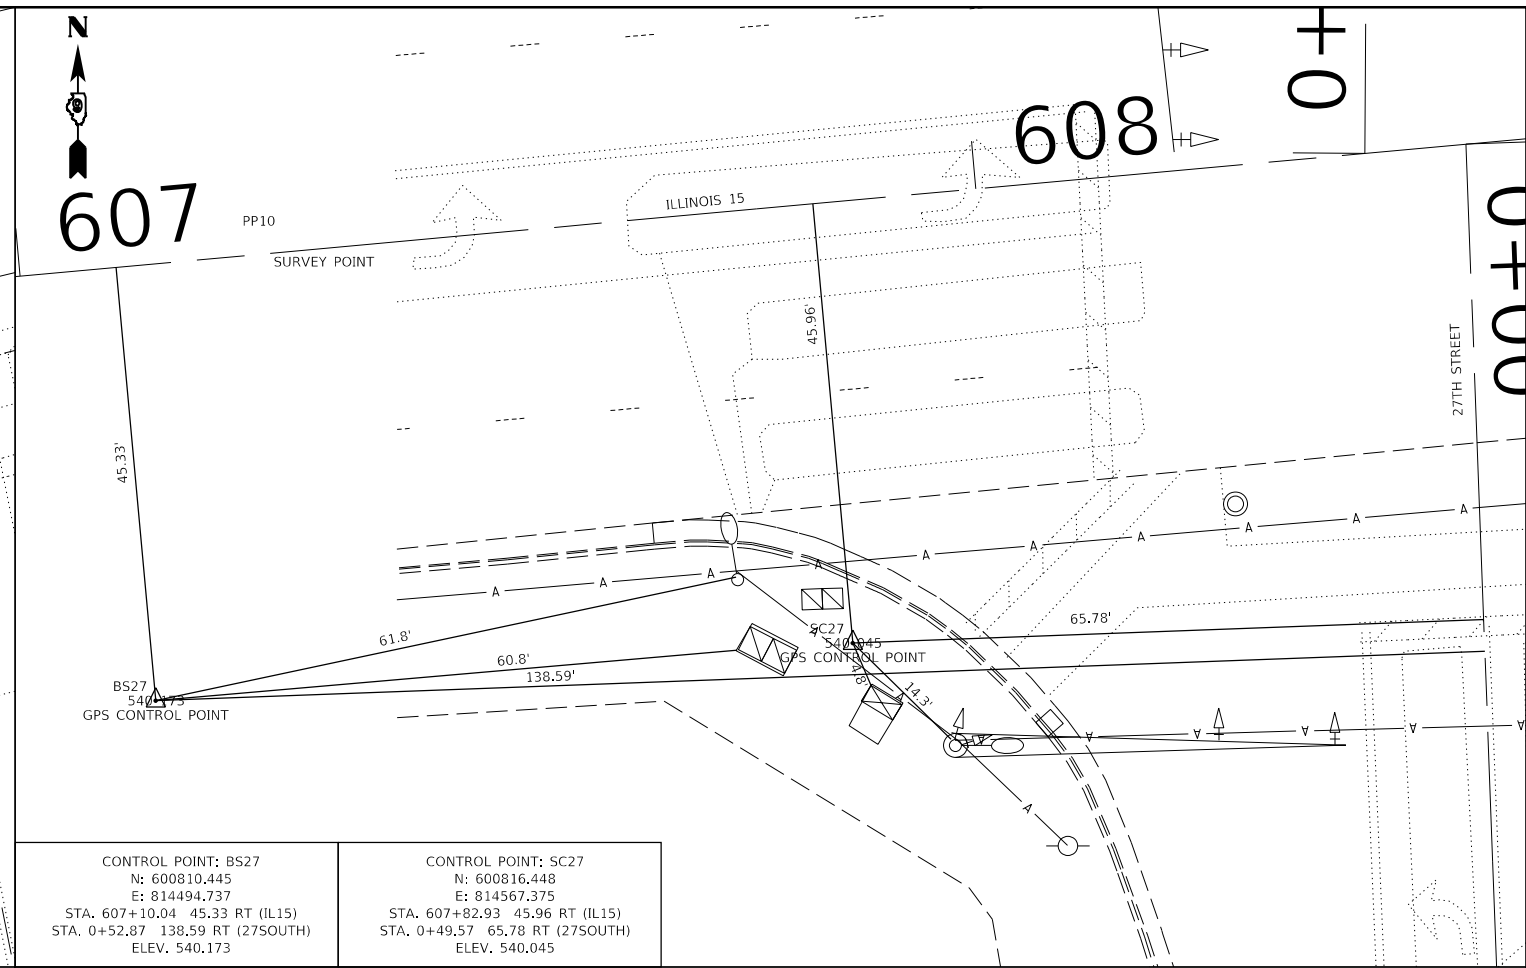 N
607
PP10
SURVEY POINT
ILLINOIS 15
608
0+
0+00
27TH STREET
45.33'
45.96'
61.8'
60.8'
138.59'
65.78'
14.3'
BS27
540.173
GPS CONTROL POINT
SC27
540.045
GPS CONTROL POINT
A A A A A A A A A A
A A A
A A A A A A
CONTROL POINT: BS27
N: 600810.445
E: 814494.737
STA. 607+10.04 45.33 RT (IL15)
STA. 0+52.87 138.59 RT (27SOUTH)
ELEV. 540.173
CONTROL POINT: SC27
N: 600816.448
E: 814567.375
STA. 607+82.93 45.96 RT (IL15)
STA. 0+49.57 65.78 RT (27SOUTH)
ELEV. 540.045